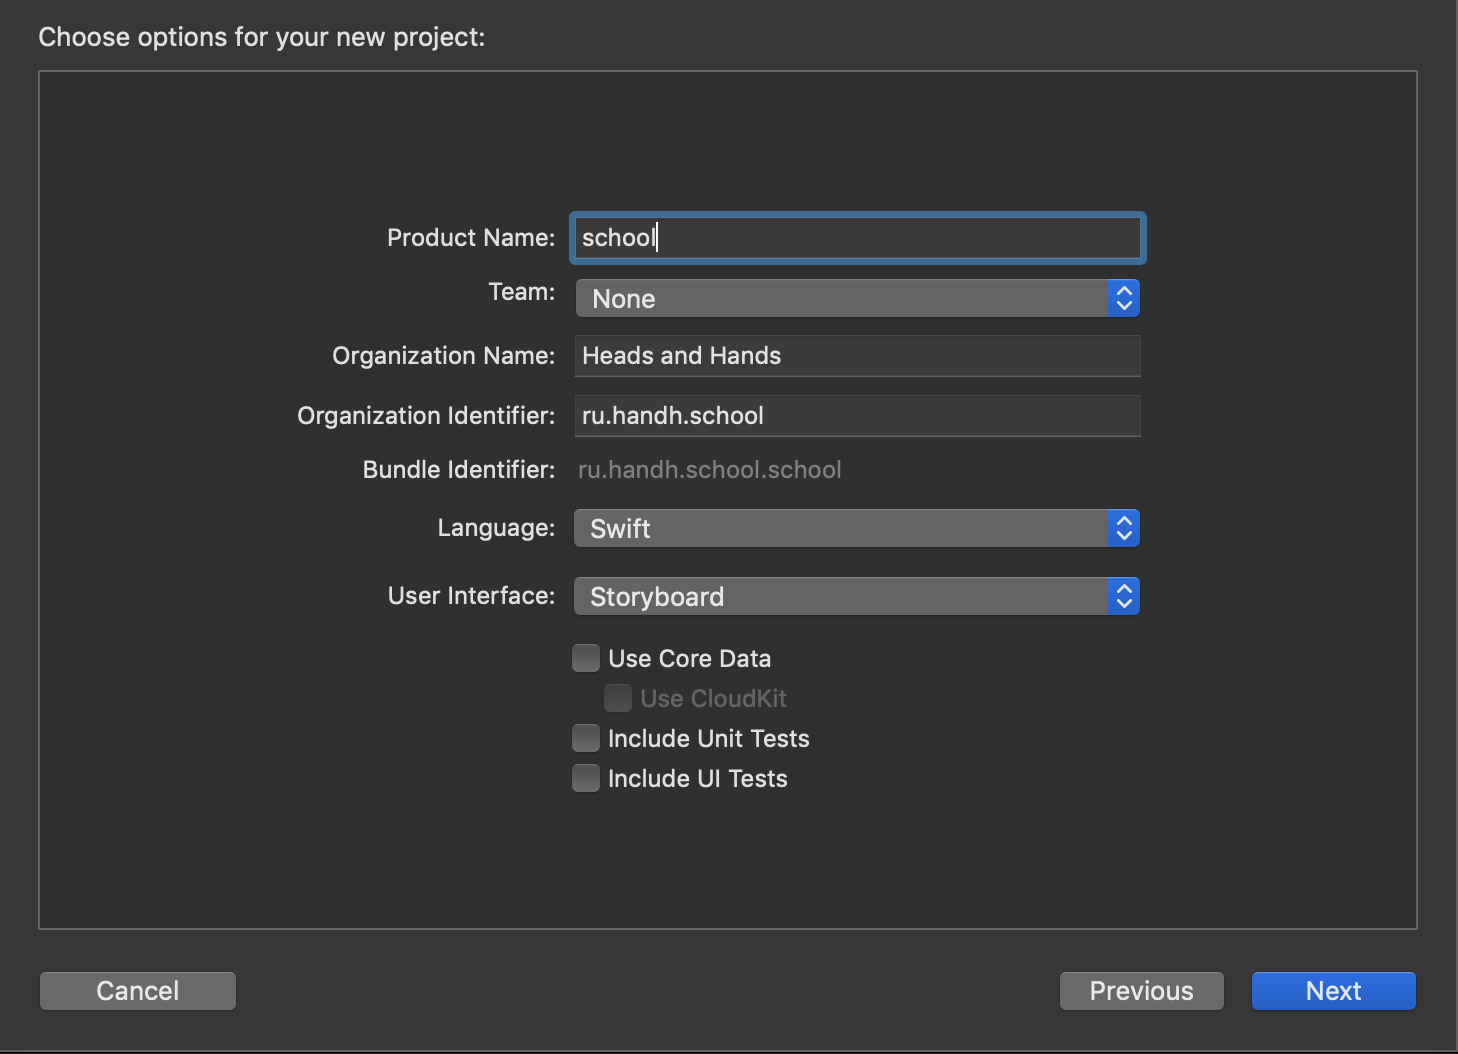 Choose options for your new project:
Product Name: school
Team: None
Organization Name: Heads and Hands
Organization Identifier: ru.handh.school
Bundle Identifier: ru.handh.school.school
Language: Swift
User Interface: Storyboard
Use Core Data
Use CloudKit
Include Unit Tests
Include UI Tests
Cancel Previous Next